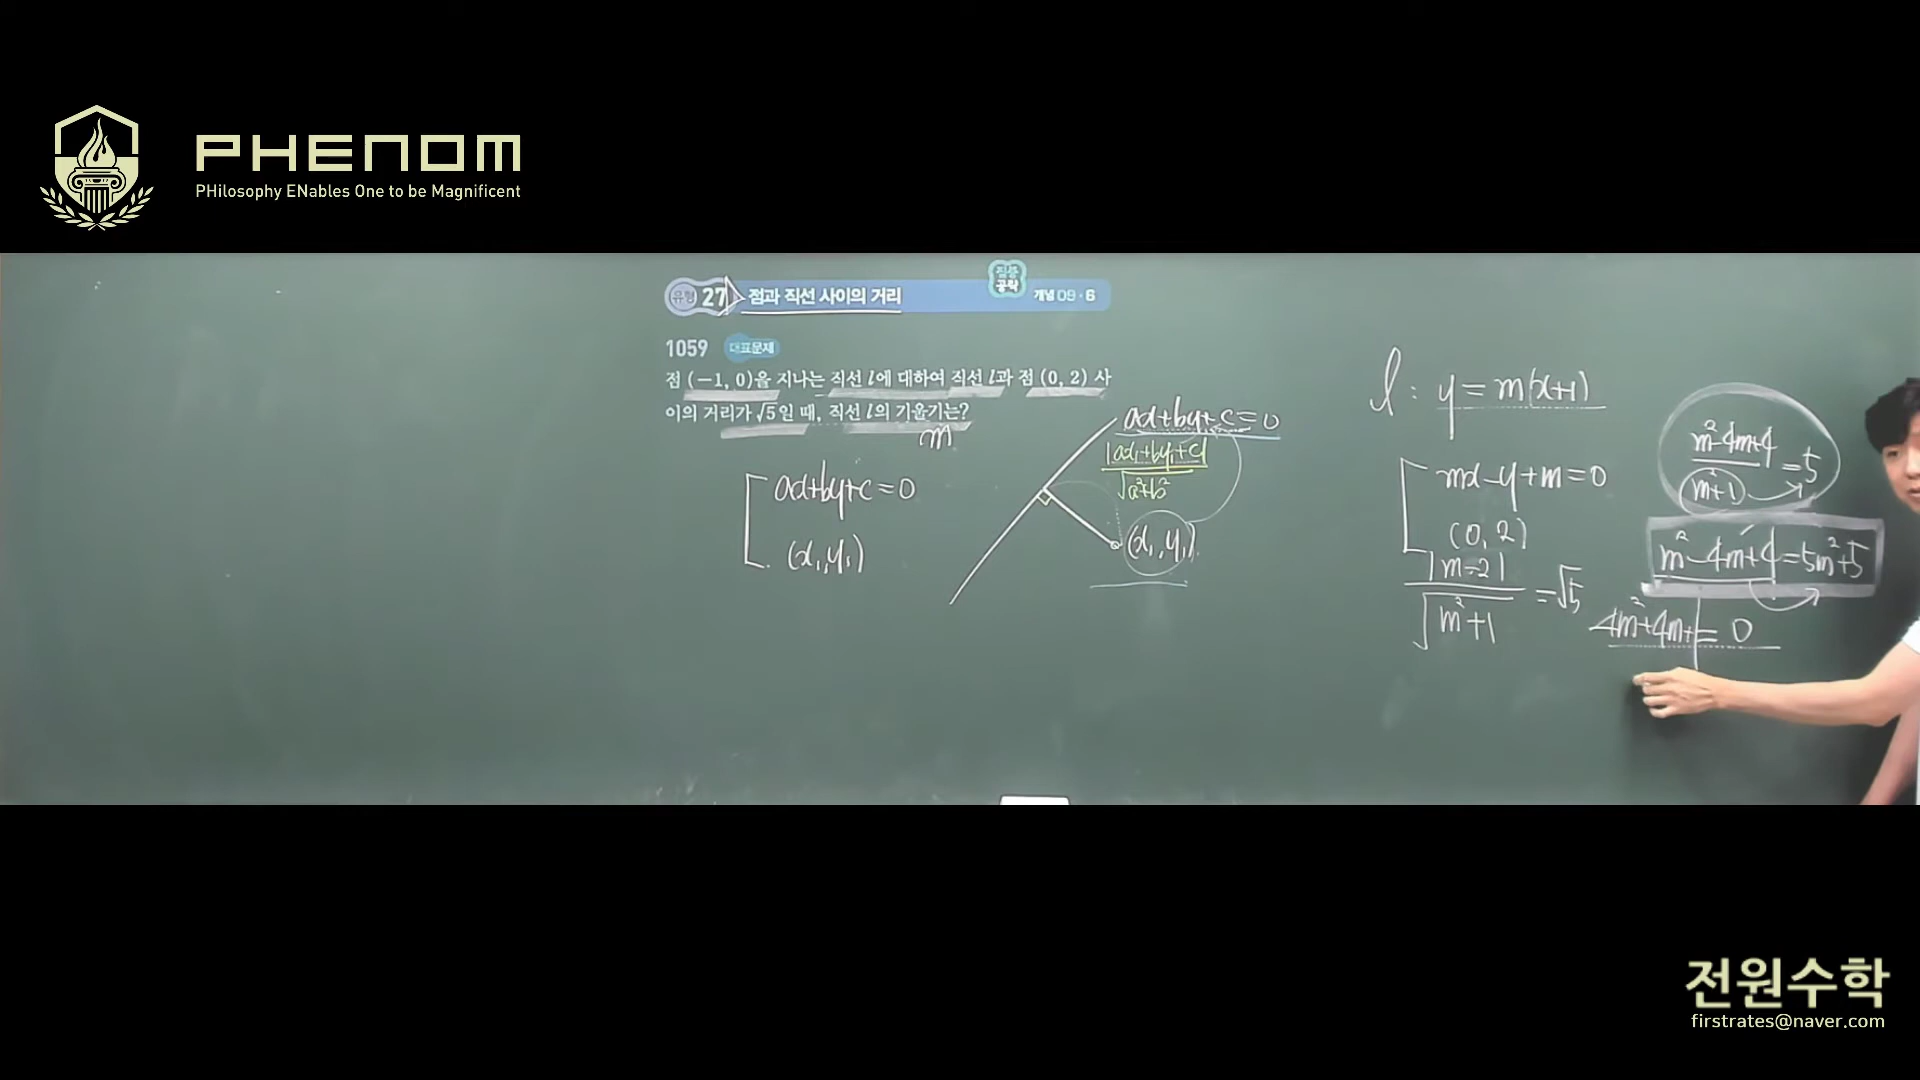 PHENOM
PHilosophy ENables One to be Magnificent
유형 27 점과 직선 사이의 거리
집중 공략
개념 09·6
1059 대표문제
점 (−1, 0)을 지나는 직선 l에 대하여 직선 l과 점 (0, 2) 사
이의 거리가 √5일 때, 직선 l의 기울기는?
m
ax+by+c=0
(x₁, y₁)
ax+by+c=0
|ax₁+by₁+c|
√a²+b²
(x₁, y₁)
l : y=m(x+1)
mx−y+m=0
(0, 2)
|m−2|
√m²+1 =√5
m²−4m+4
m²+1 =5
m²−4m+4=5m²+5
4m²+4m+ = 0
전원수학
firstrates@naver.com